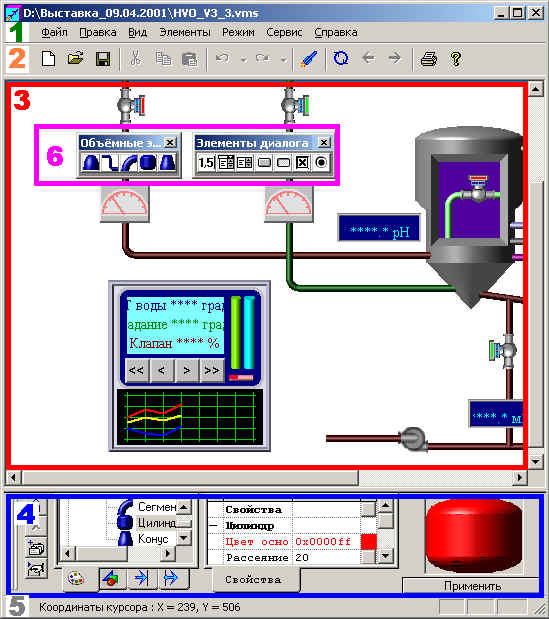 D:\Выставка_09.04.2001\HVO_V3_3.vms
1 Файл Правка Вид Элементы Режим Сервис Справка
2
3
6
Объёмные э...
Элементы диалога
1,5
****.* pH
Т воды **** град
адание **** град
Клапан **** %
<< < > >>
****.* м
4
Сегмен
Цилинд
Конус
Свойства
Цилиндр
Цвет осно 0x0000ff
Рассеяние 20
Свойства
Применить
5 Координаты курсора : X = 239, Y = 506